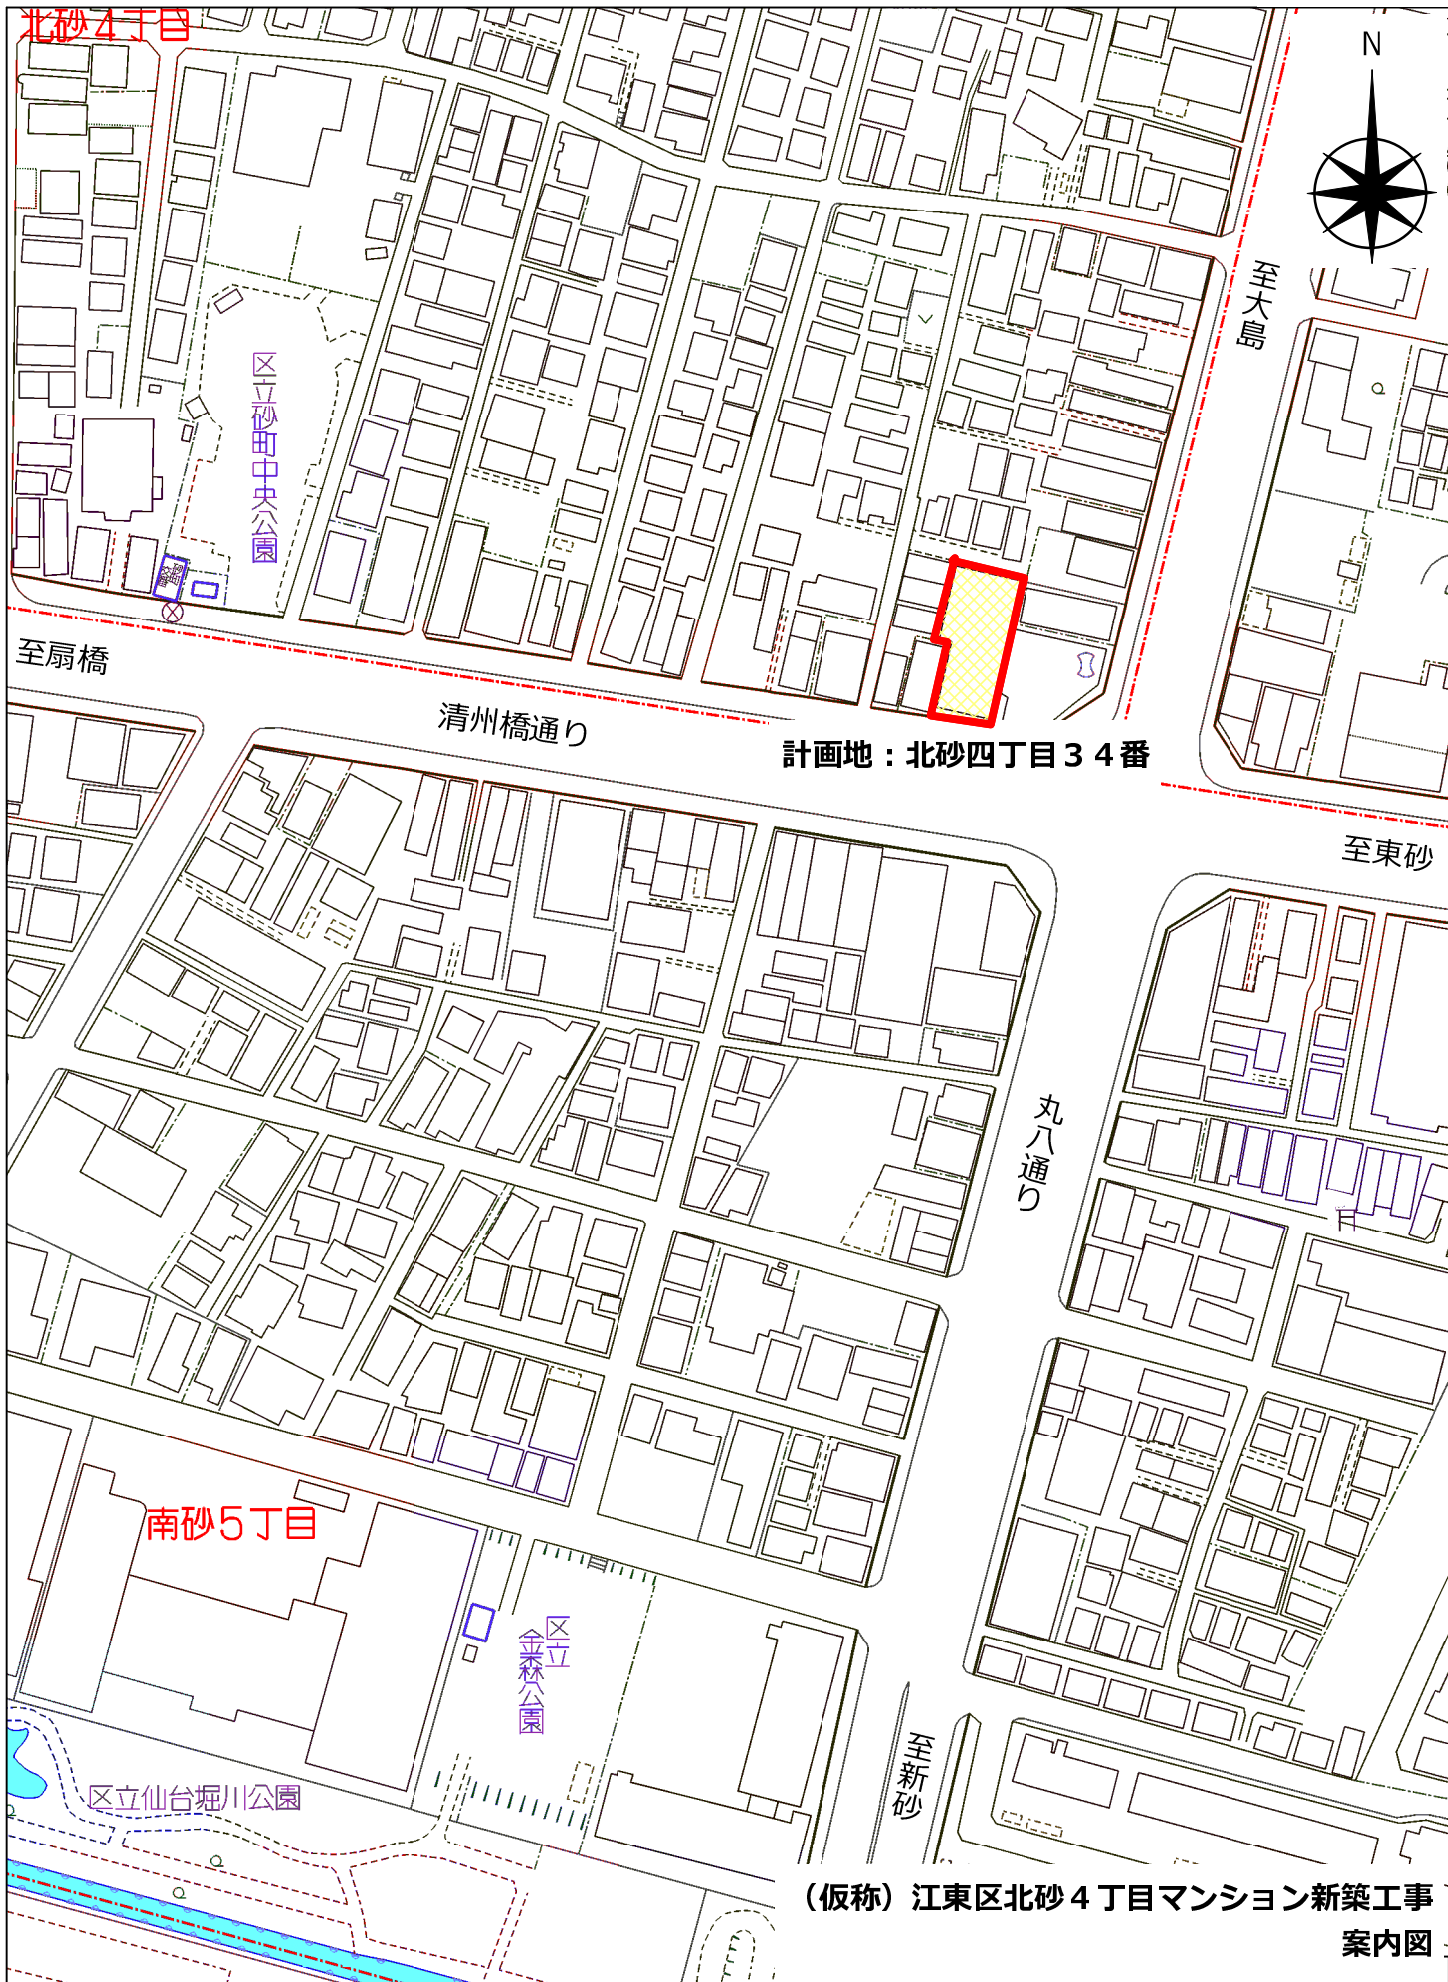 北砂４丁目
N
至大島
区立砂町中央公園
至扇橋
清州橋通り
計画地：北砂四丁目３４番
至東砂
丸八通り
南砂５丁目
区立
金森公園
至新砂
区立仙台堀川公園
（仮称）江東区北砂４丁目マンション新築工事
案内図